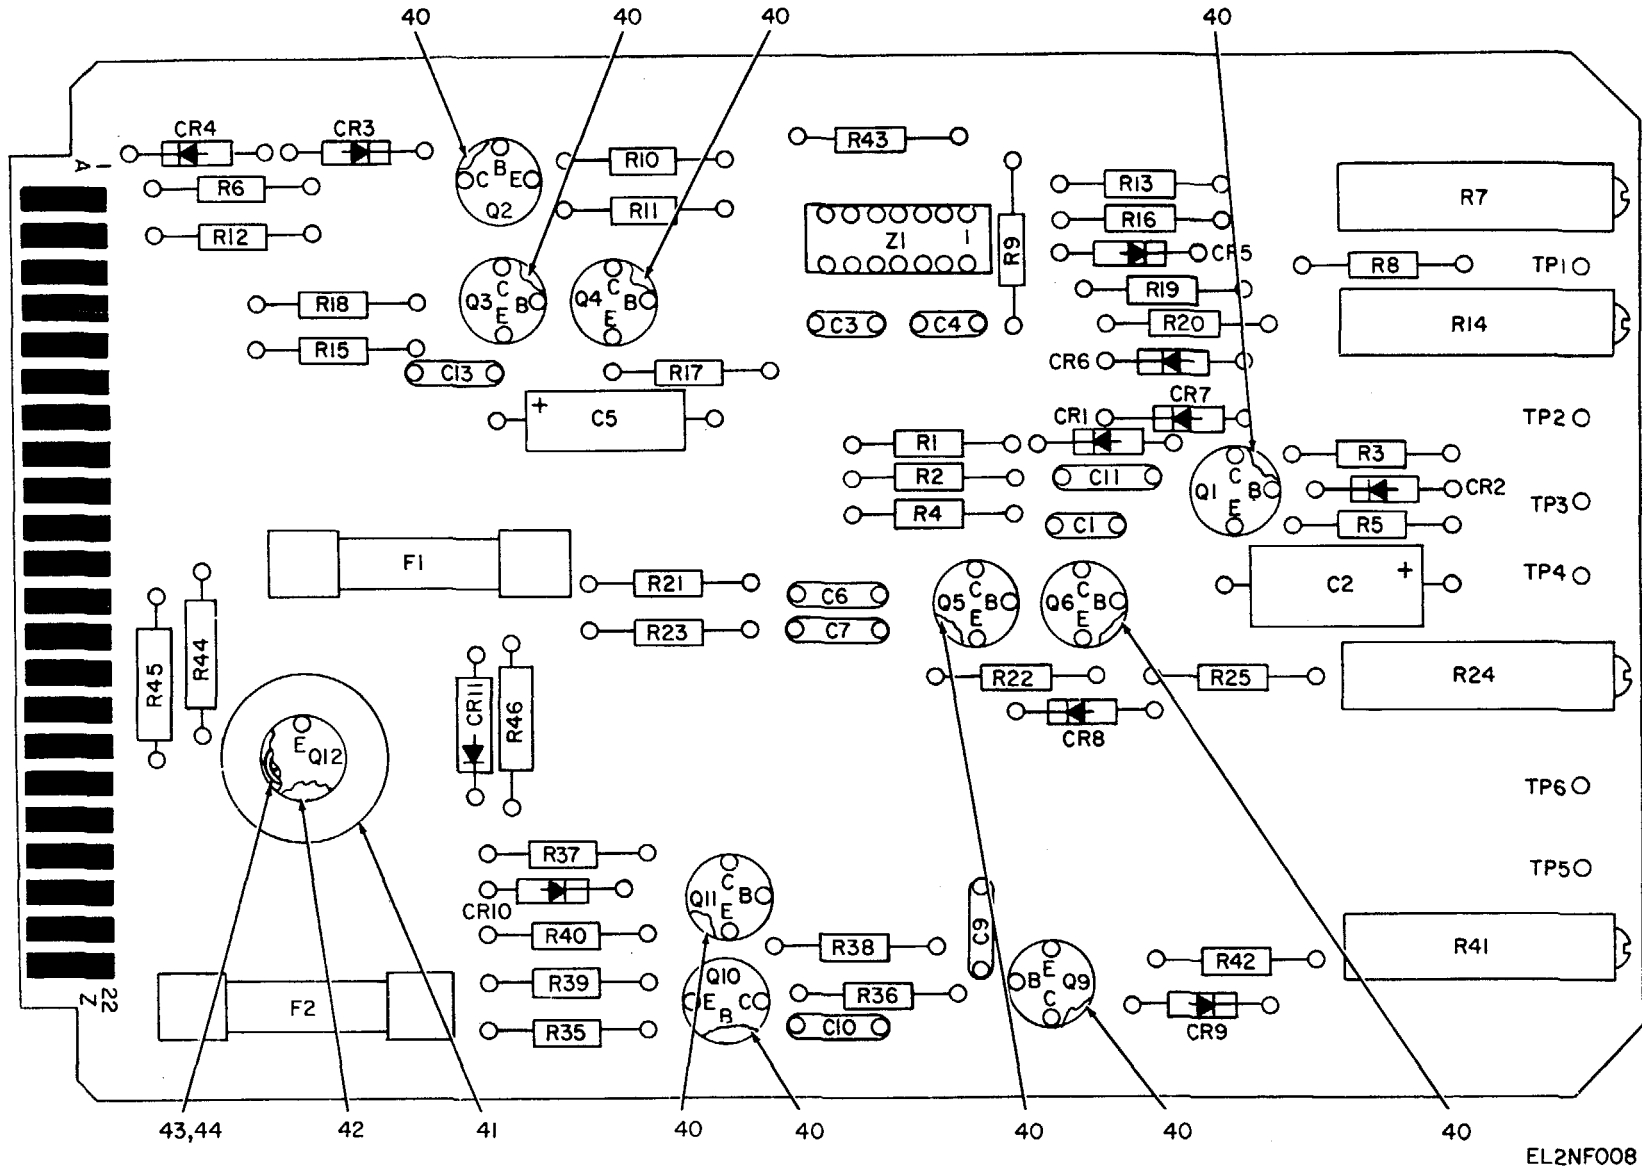 40 40 40 40
CR4 CR3
R43
A 1
R6
B
C E
Q2
R10
R13
R7
R12
R11
R16
Z1 1
R9
CR5
R8
TP1
R18
Q3 C B E
Q4 C B E
R19
C3 C4
R20
R14
R15
C13
R17
CR6
CR7
+ C5
CR1
TP2
R1
R3
R2
C11
Q1 C B E
CR2
TP3
R4
C1
R5
F1
R21
C6
Q5 C B E
Q6 C B E
C2 +
TP4
R23
C7
R45
R44
CR11
R46
R22
R25
R24
CR8
E
Q12
TP6
R37
TP5
CR10
Q11 C B E
R40
R38
C9
R42
R41
R39
Q10
E C
B
R36
B E Q9
C
22
Z
F2
R35
C10
CR9
43,44 42 41 40 40 40 40 40
EL2NF008